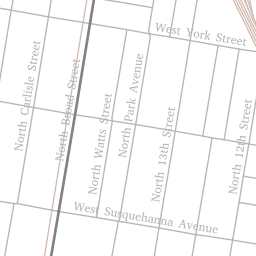 West York Street
North Carlisle Street
North Broad Street
North Watts Street
North Park Avenue
North 13th Street
North 12th Street
West Susquehanna Avenue